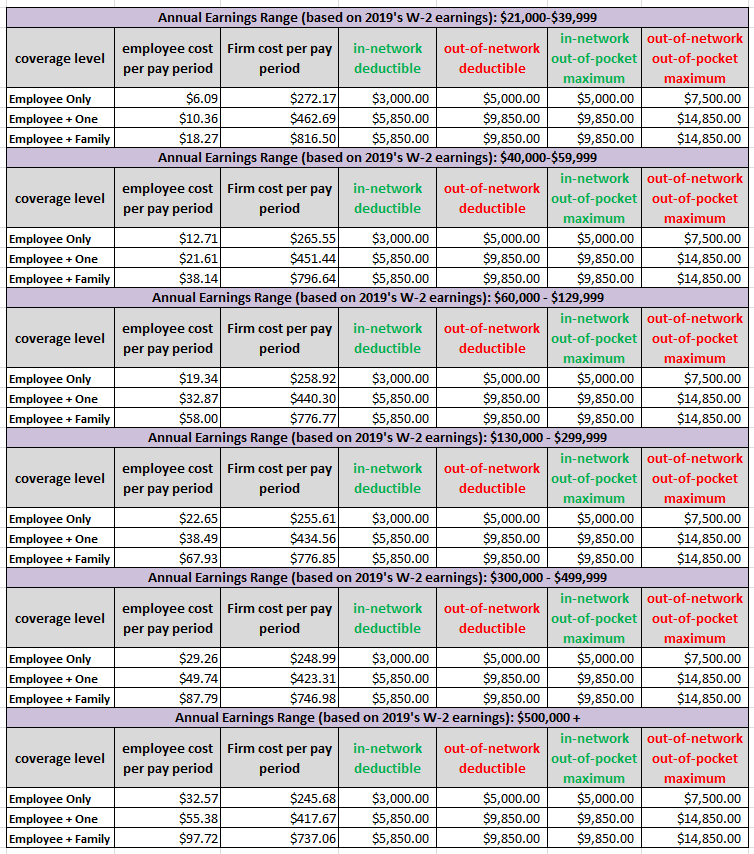 Annual Earnings Range (based on 2019's W-2 earnings): $21,000-$39,999
coverage level employee cost per pay period Firm cost per pay period in-network deductible out-of-network deductible in-network out-of-pocket maximum out-of-network out-of-pocket maximum
Employee Only $6.09 $272.17 $3,000.00 $5,000.00 $5,000.00 $7,500.00
Employee + One $10.36 $462.69 $5,850.00 $9,850.00 $9,850.00 $14,850.00
Employee + Family $18.27 $816.50 $5,850.00 $9,850.00 $9,850.00 $14,850.00
Annual Earnings Range (based on 2019's W-2 earnings): $40,000-$59,999
coverage level employee cost per pay period Firm cost per pay period in-network deductible out-of-network deductible in-network out-of-pocket maximum out-of-network out-of-pocket maximum
Employee Only $12.71 $265.55 $3,000.00 $5,000.00 $5,000.00 $7,500.00
Employee + One $21.61 $451.44 $5,850.00 $9,850.00 $9,850.00 $14,850.00
Employee + Family $38.14 $796.64 $5,850.00 $9,850.00 $9,850.00 $14,850.00
Annual Earnings Range (based on 2019's W-2 earnings): $60,000 - $129,999
coverage level employee cost per pay period Firm cost per pay period in-network deductible out-of-network deductible in-network out-of-pocket maximum out-of-network out-of-pocket maximum
Employee Only $19.34 $258.92 $3,000.00 $5,000.00 $5,000.00 $7,500.00
Employee + One $32.87 $440.30 $5,850.00 $9,850.00 $9,850.00 $14,850.00
Employee + Family $58.00 $776.77 $5,850.00 $9,850.00 $9,850.00 $14,850.00
Annual Earnings Range (based on 2019's W-2 earnings): $130,000 - $299,999
coverage level employee cost per pay period Firm cost per pay period in-network deductible out-of-network deductible in-network out-of-pocket maximum out-of-network out-of-pocket maximum
Employee Only $22.65 $255.61 $3,000.00 $5,000.00 $5,000.00 $7,500.00
Employee + One $38.49 $434.56 $5,850.00 $9,850.00 $9,850.00 $14,850.00
Employee + Family $67.93 $776.85 $5,850.00 $9,850.00 $9,850.00 $14,850.00
Annual Earnings Range (based on 2019's W-2 earnings): $300,000 - $499,999
coverage level employee cost per pay period Firm cost per pay period in-network deductible out-of-network deductible in-network out-of-pocket maximum out-of-network out-of-pocket maximum
Employee Only $29.26 $248.99 $3,000.00 $5,000.00 $5,000.00 $7,500.00
Employee + One $49.74 $423.31 $5,850.00 $9,850.00 $9,850.00 $14,850.00
Employee + Family $87.79 $746.98 $5,850.00 $9,850.00 $9,850.00 $14,850.00
Annual Earnings Range (based on 2019's W-2 earnings): $500,000 +
coverage level employee cost per pay period Firm cost per pay period in-network deductible out-of-network deductible in-network out-of-pocket maximum out-of-network out-of-pocket maximum
Employee Only $32.57 $245.68 $3,000.00 $5,000.00 $5,000.00 $7,500.00
Employee + One $55.38 $417.67 $5,850.00 $9,850.00 $9,850.00 $14,850.00
Employee + Family $97.72 $737.06 $5,850.00 $9,850.00 $9,850.00 $14,850.00